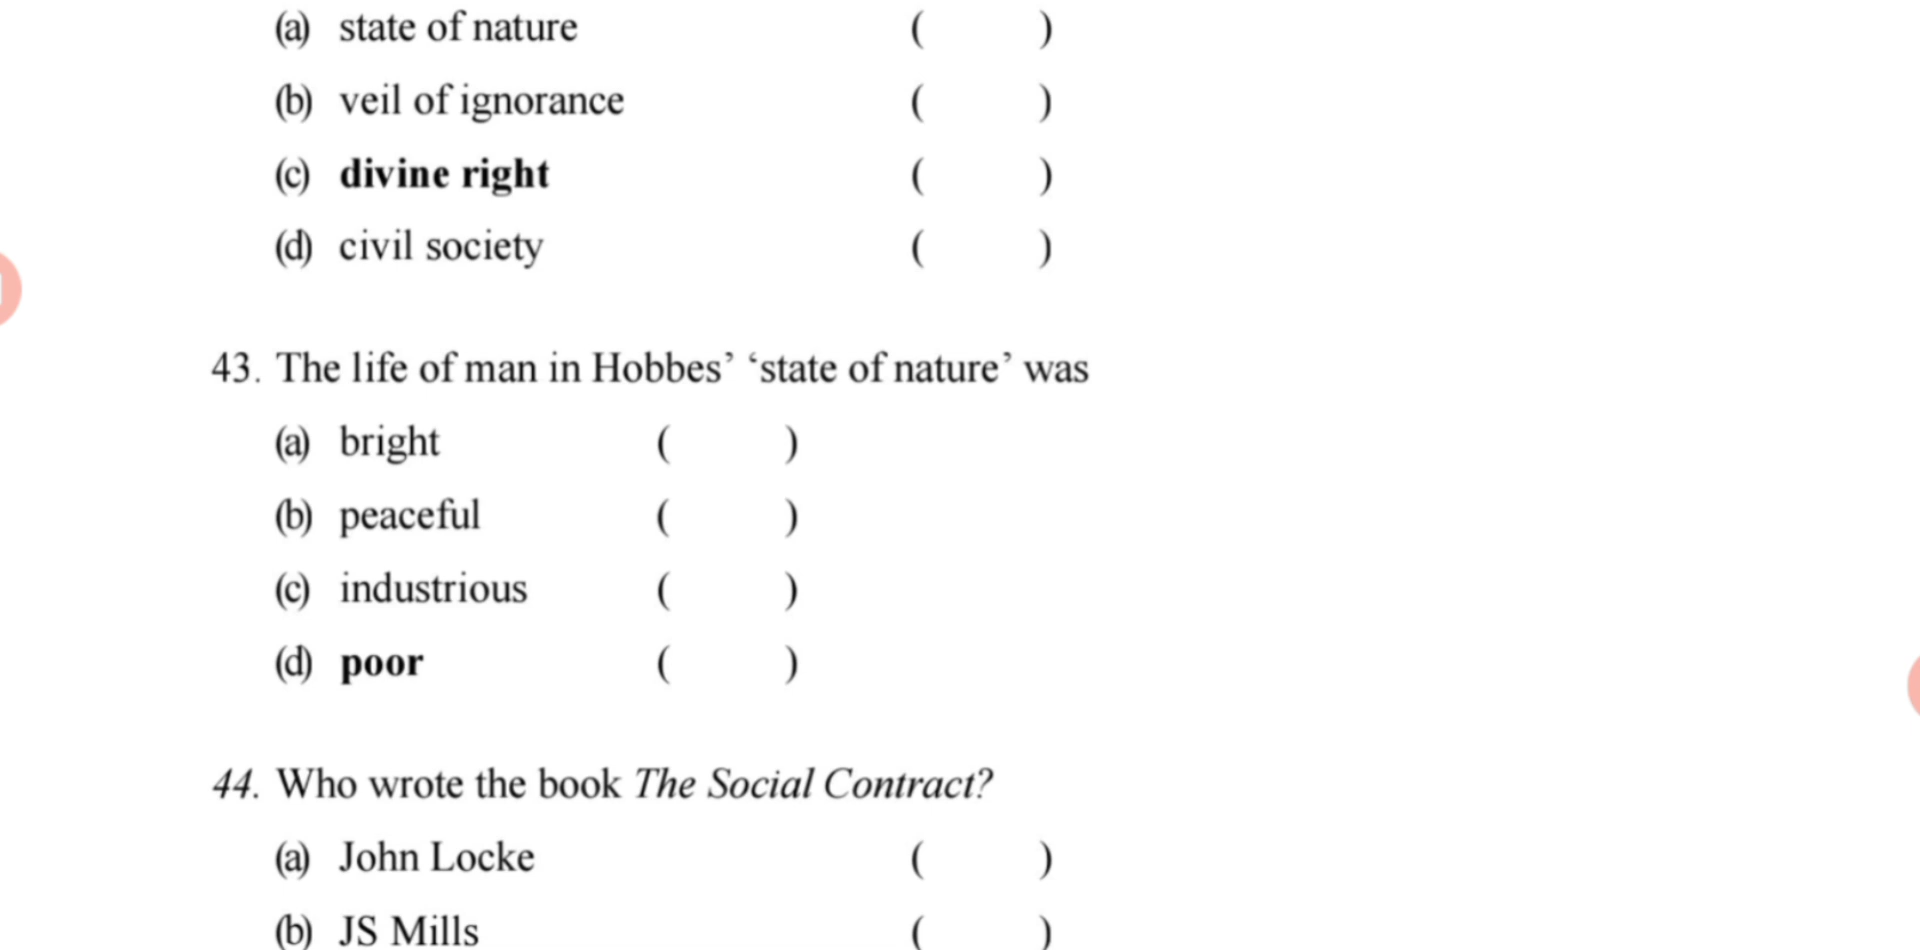 (a) state of nature ( )
(b) veil of ignorance ( )
(c) divine right ( )
(d) civil society ( )
43. The life of man in Hobbes’ ‘state of nature’ was
(a) bright ( )
(b) peaceful ( )
(c) industrious ( )
(d) poor ( )
44. Who wrote the book The Social Contract?
(a) John Locke ( )
(b) JS Mills ( )